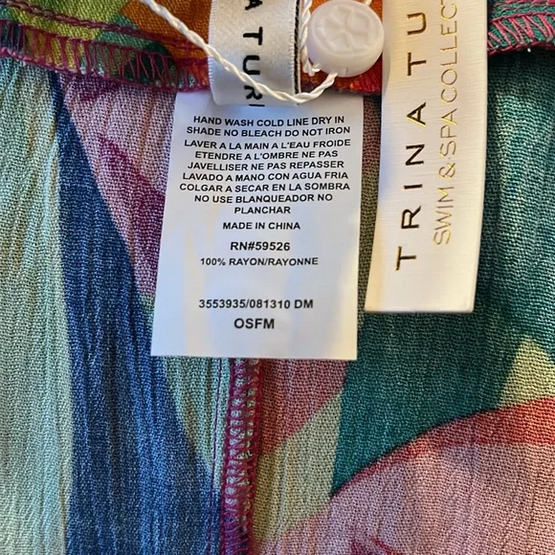 ATUR
HAND WASH COLD LINE DRY IN
SHADE NO BLEACH DO NOT IRON
LAVER A LA MAIN A L'EAU FROIDE
ETENDRE A L'OMBRE NE PAS
JAVELLISER NE PAS REPASSER
LAVADO A MANO CON AGUA FRIA
COLGAR A SECAR EN LA SOMBRA
NO USE BLANQUEADOR NO
PLANCHAR
MADE IN CHINA
RN#59526
100% RAYON/RAYONNE
3553935/081310 DM
OSFM
TRINA TU
SWIM & SPA COLLEC